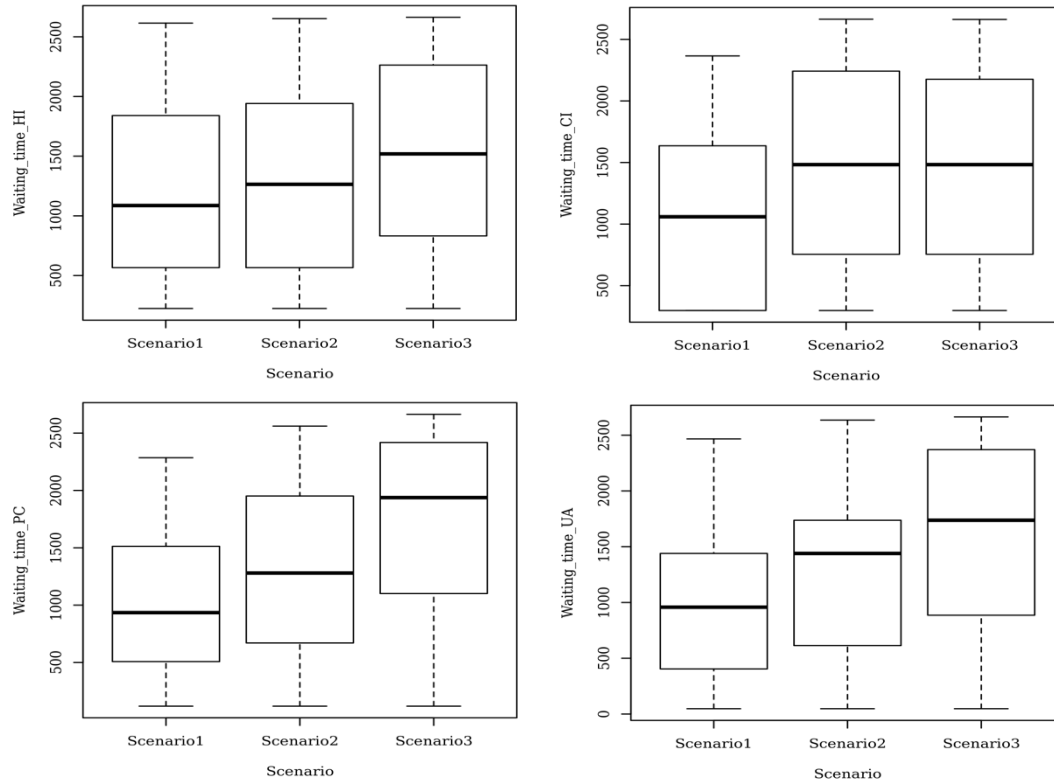 Waiting_time_HI
2500
2000
1500
1000
500
Scenario1 Scenario2 Scenario3
Scenario
Waiting_time_CI
2500
2000
1500
1000
500
Scenario1 Scenario2 Scenario3
Scenario
Waiting_time_PC
2500
2000
1500
1000
500
Scenario1 Scenario2 Scenario3
Scenario
Waiting_time_UA
2500
2000
1500
1000
500
0
Scenario1 Scenario2 Scenario3
Scenario